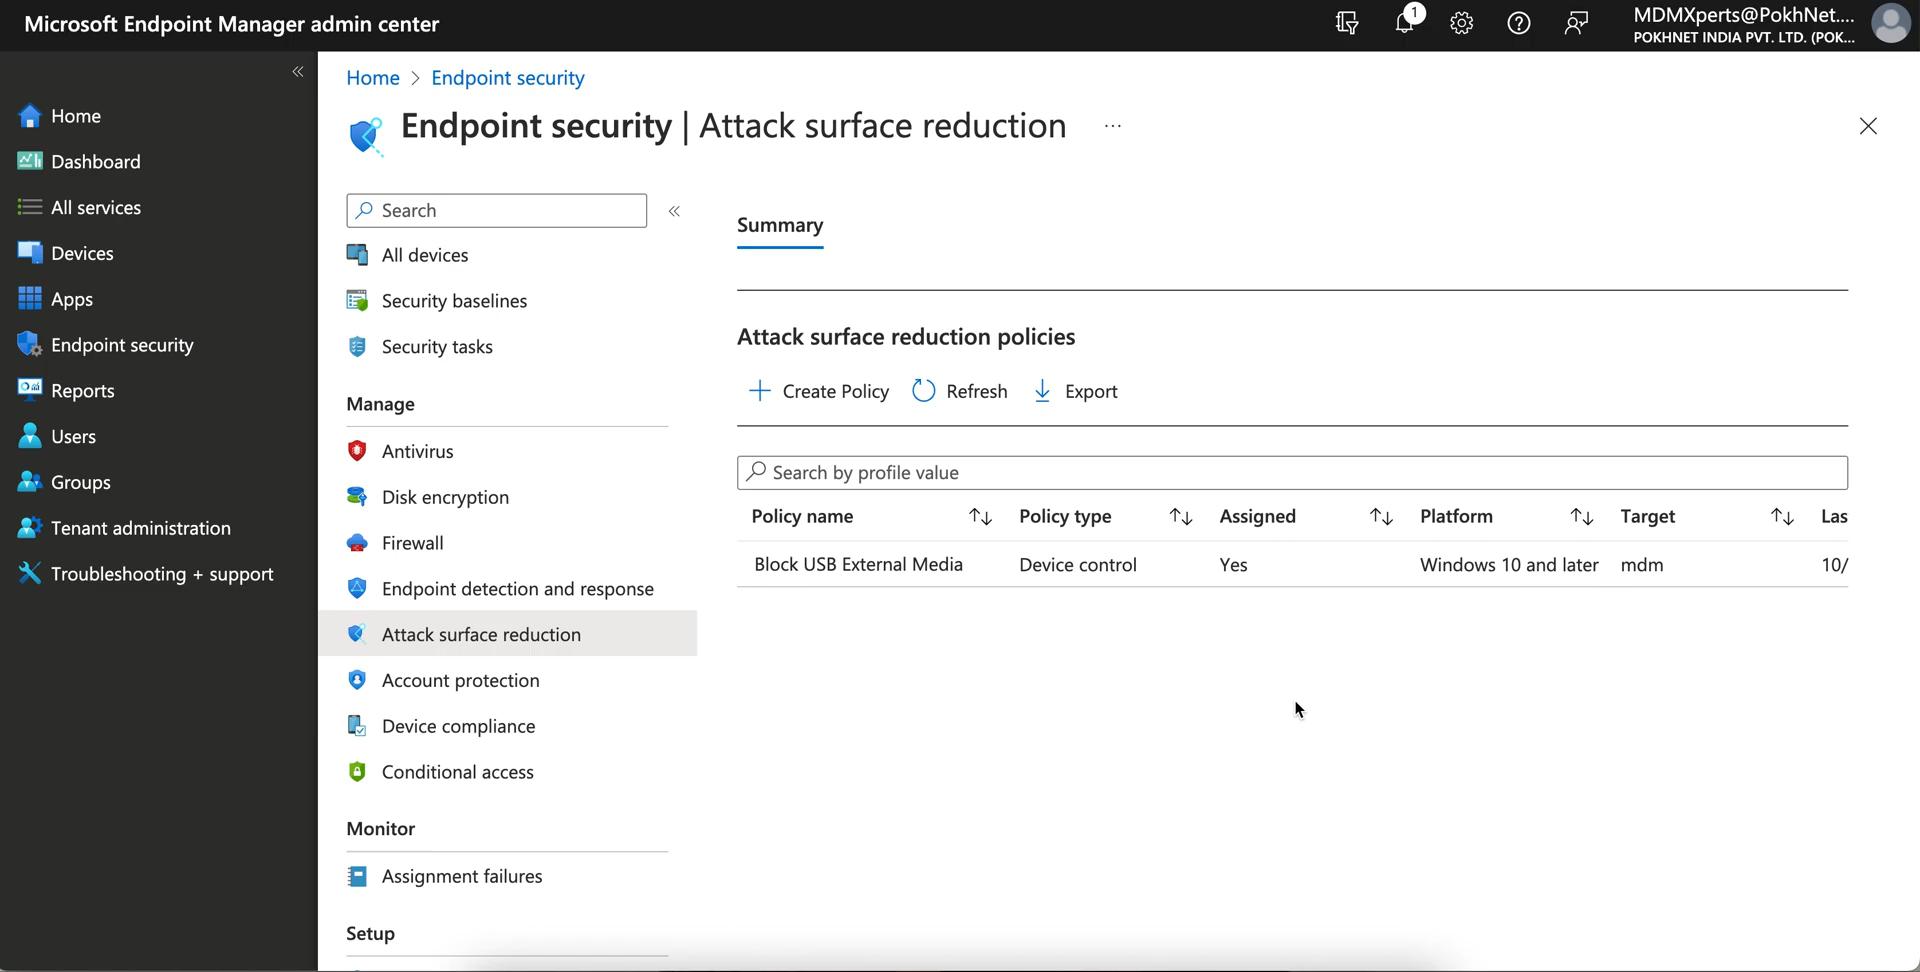 Microsoft Endpoint Manager admin center
1
MDMXperts@PokhNet....
POKHNET INDIA PVT. LTD. (POK...
Home
Dashboard
All services
Devices
Apps
Endpoint security
Reports
Users
Groups
Tenant administration
Troubleshooting + support
Home > Endpoint security
Endpoint security | Attack surface reduction ...
Search
All devices
Security baselines
Security tasks
Manage
Antivirus
Disk encryption
Firewall
Endpoint detection and response
Attack surface reduction
Account protection
Device compliance
Conditional access
Monitor
Assignment failures
Setup
Summary
Attack surface reduction policies
Create Policy Refresh Export
Search by profile value
Policy name Policy type Assigned Platform Target Las
Block USB External Media Device control Yes Windows 10 and later mdm 10/